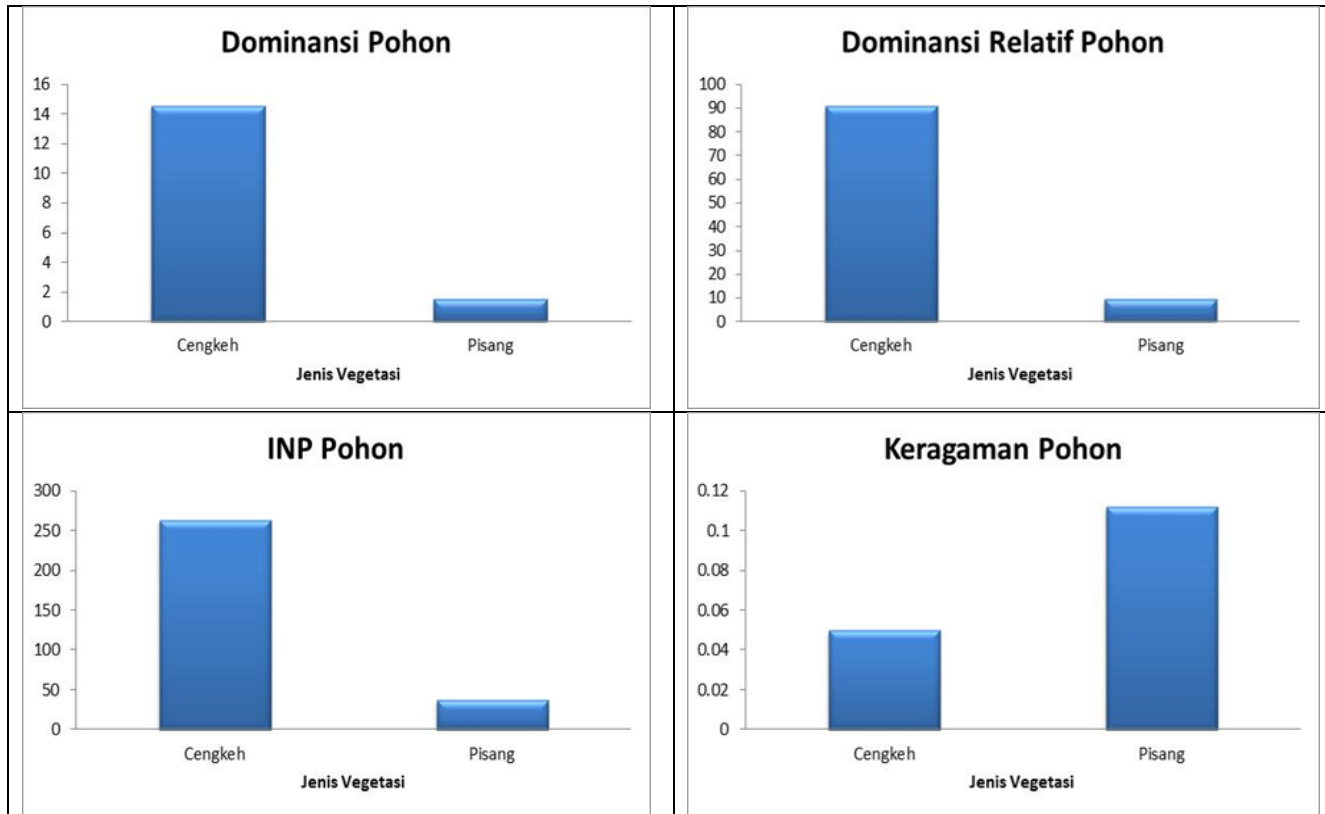 Dominansi Pohon
16
14
12
10
8
6
4
2
0
Cengkeh Pisang
Jenis Vegetasi
Dominansi Relatif Pohon
100
90
80
70
60
50
40
30
20
10
0
Cengkeh Pisang
Jenis Vegetasi
INP Pohon
300
250
200
150
100
50
0
Cengkeh Pisang
Jenis Vegetasi
Keragaman Pohon
0.12
0.1
0.08
0.06
0.04
0.02
0
Cengkeh Pisang
Jenis Vegetasi